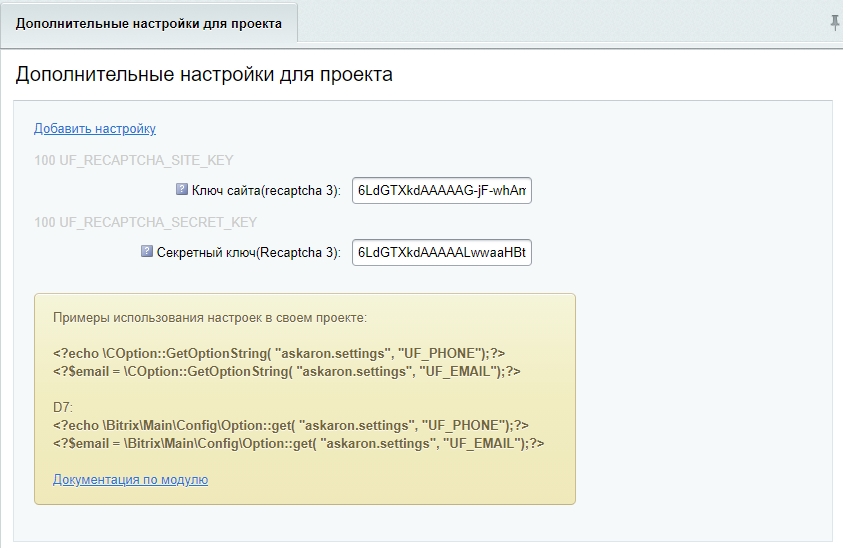 Дополнительные настройки для проекта
Дополнительные настройки для проекта
Добавить настройку
100 UF_RECAPTCHA_SITE_KEY
? Ключ сайта(recaptcha 3): 6LdGTXkdAAAAAG-jF-whAm
100 UF_RECAPTCHA_SECRET_KEY
? Секретный ключ(Recaptcha 3): 6LdGTXkdAAAAALwwaaHBt
Примеры использования настроек в своем проекте:
<?echo \COption::GetOptionString( "askaron.settings", "UF_PHONE");?>
<?$email = \COption::GetOptionString( "askaron.settings", "UF_EMAIL");?>
D7:
<?echo \Bitrix\Main\Config\Option::get( "askaron.settings", "UF_PHONE");?>
<?$email = \Bitrix\Main\Config\Option::get( "askaron.settings", "UF_EMAIL");?>
Документация по модулю